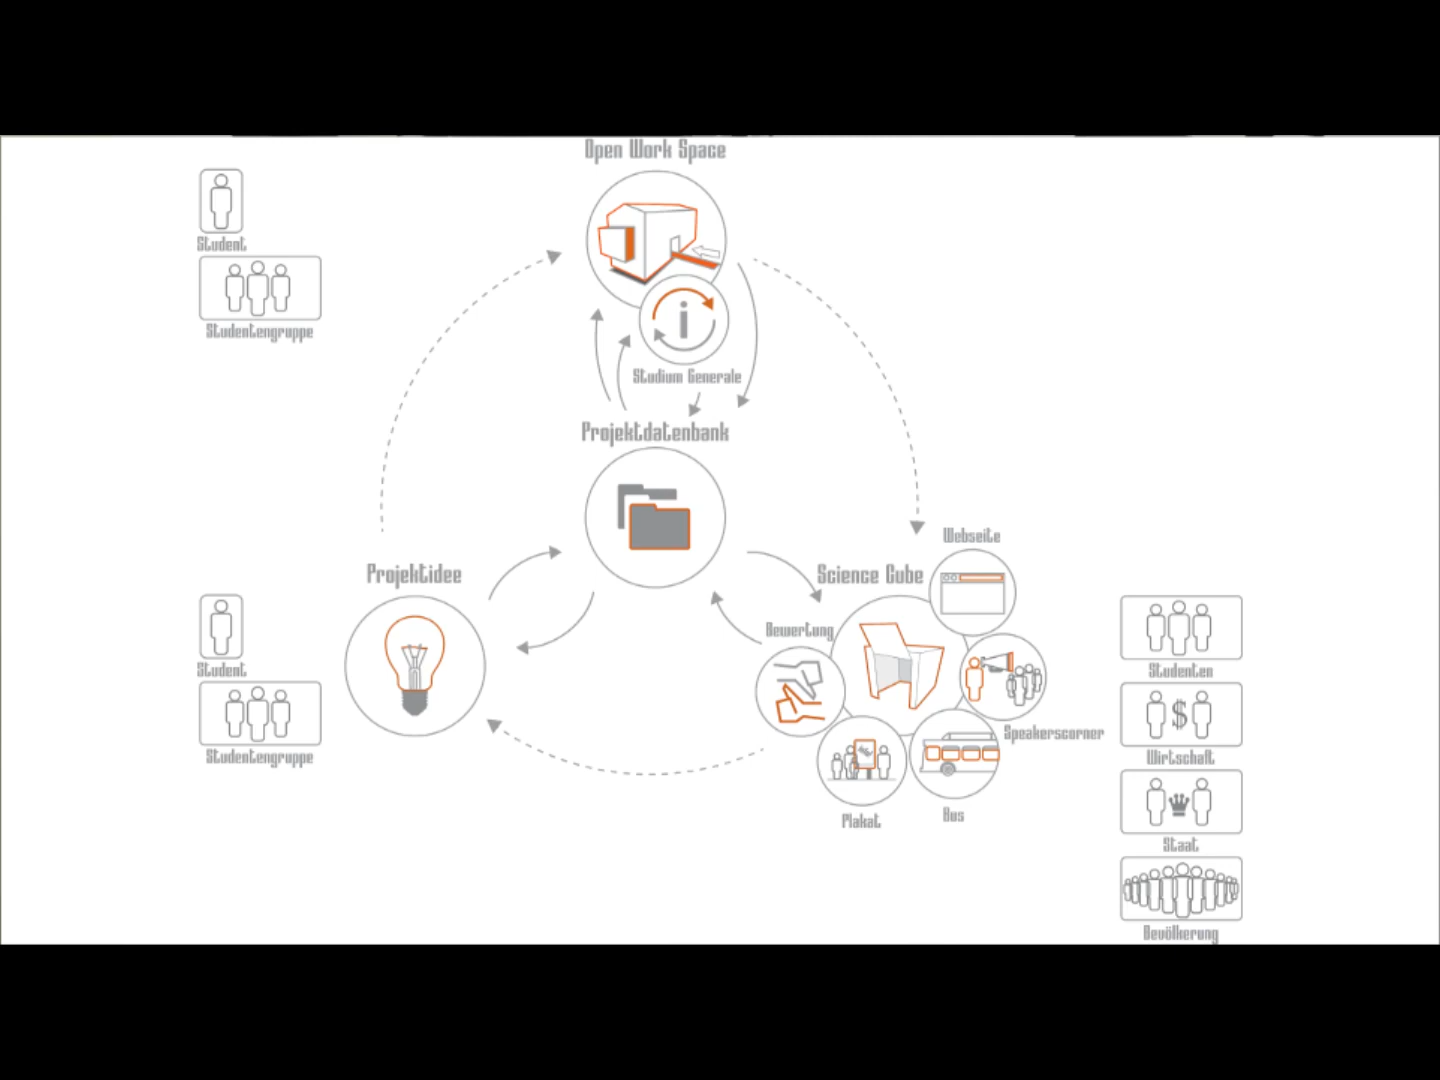 Open Work Space
Student
Studentengruppe
Studium Generale
Projektdatenbank
Webseite
Projektidee
Science Cube
Bewertung
Student
Studenten
Speakerscorner
Studentengruppe
Wirtschaft
Plakat
Bus
Staat
Bevölkerung